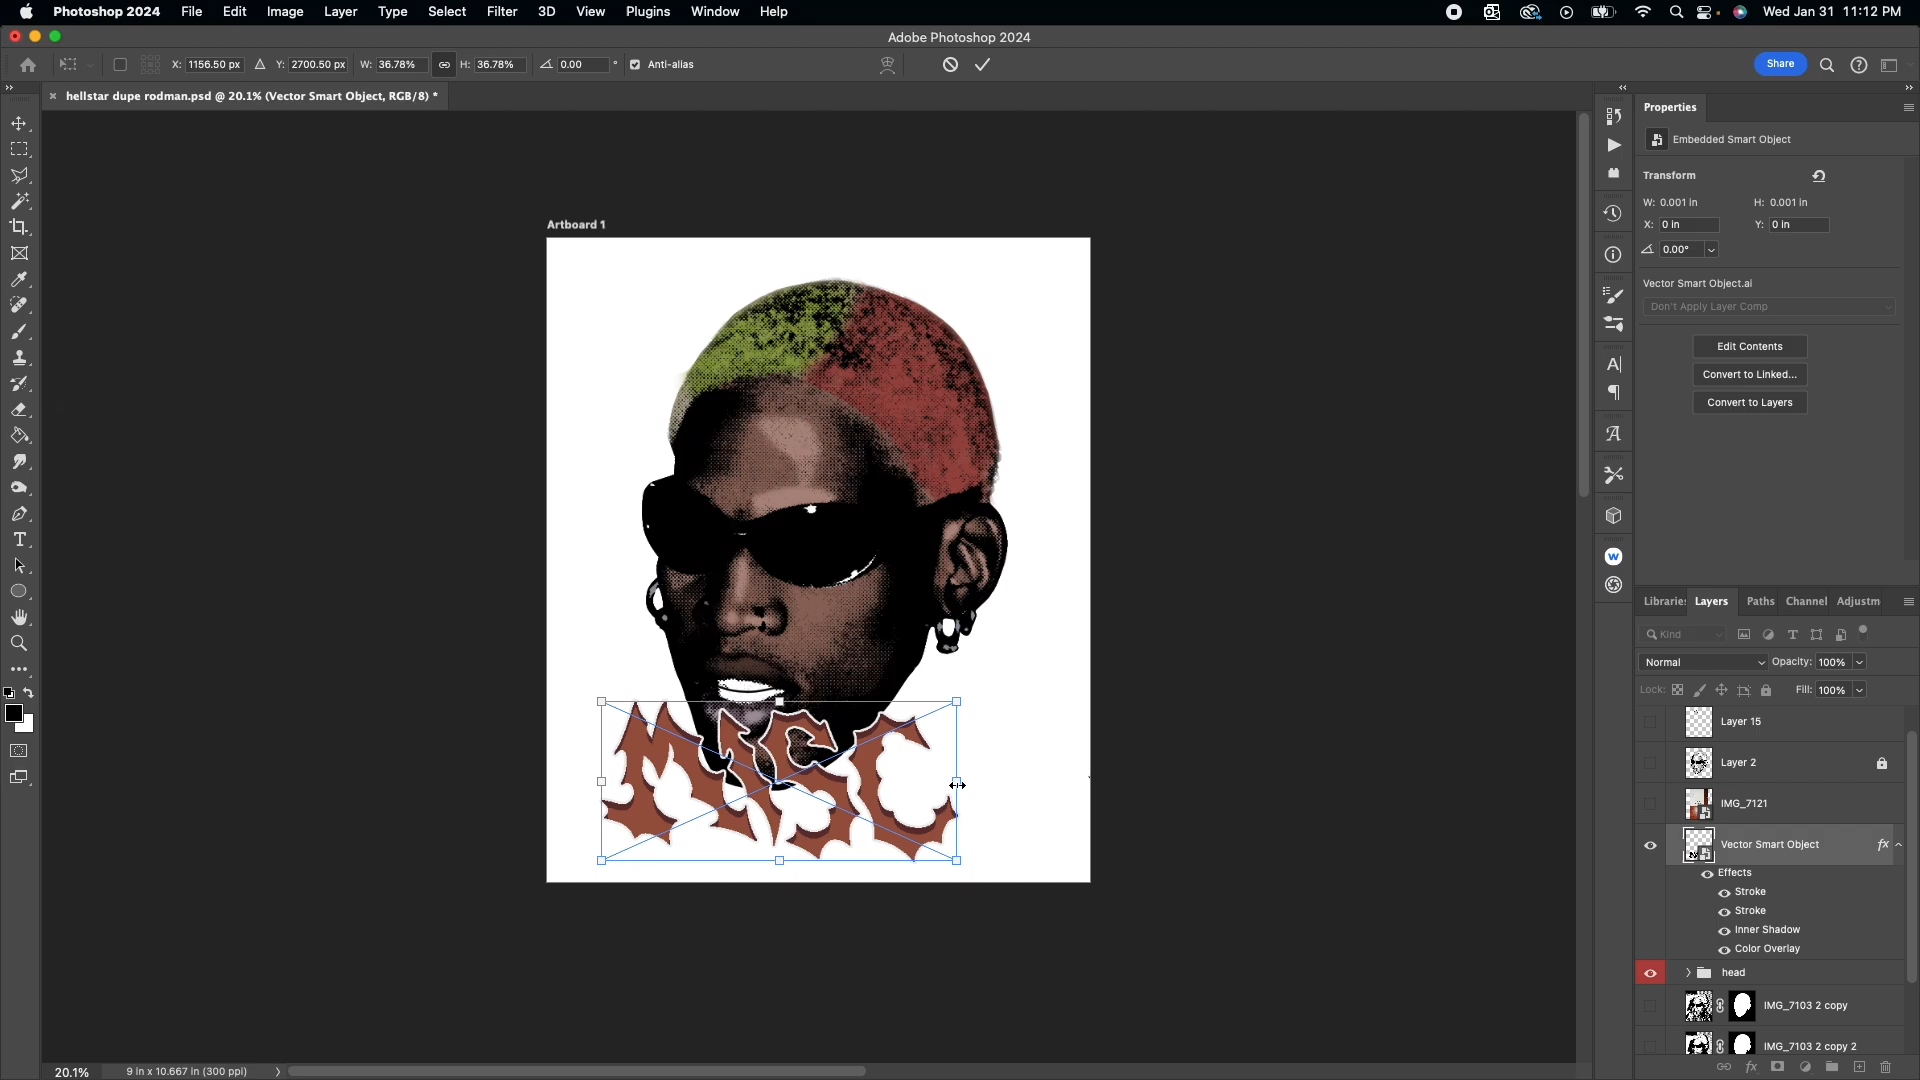 Photoshop 2024 File Edit Image Layer Type Select Filter 3D View Plugins Window Help Wed Jan 31 11:12 PM
Adobe Photoshop 2024
X: 1156.50 px Y: 2700.50 px W: 36.78% H: 36.78% 0.00 ° Anti-alias Share
hellstar dupe rodman.psd @ 20.1% (Vector Smart Object, RGB/8) *
Properties
Embedded Smart Object
Transform
W: 0.001 in H: 0.001 in
X: 0 in Y: 0 in
0.00°
Vector Smart Object.ai
Don't Apply Layer Comp
Edit Contents
Convert to Linked...
Convert to Layers
Artboard 1
Libraries Layers Paths Channel Adjustm
Kind
Normal Opacity: 100%
Lock: Fill: 100%
Layer 15
Layer 2
IMG_7121
Vector Smart Object fx
Effects
Stroke
Stroke
Inner Shadow
Color Overlay
head
IMG_7103 2 copy
IMG_7103 2 copy 2
20.1% 9 in x 10.667 in (300 ppi)